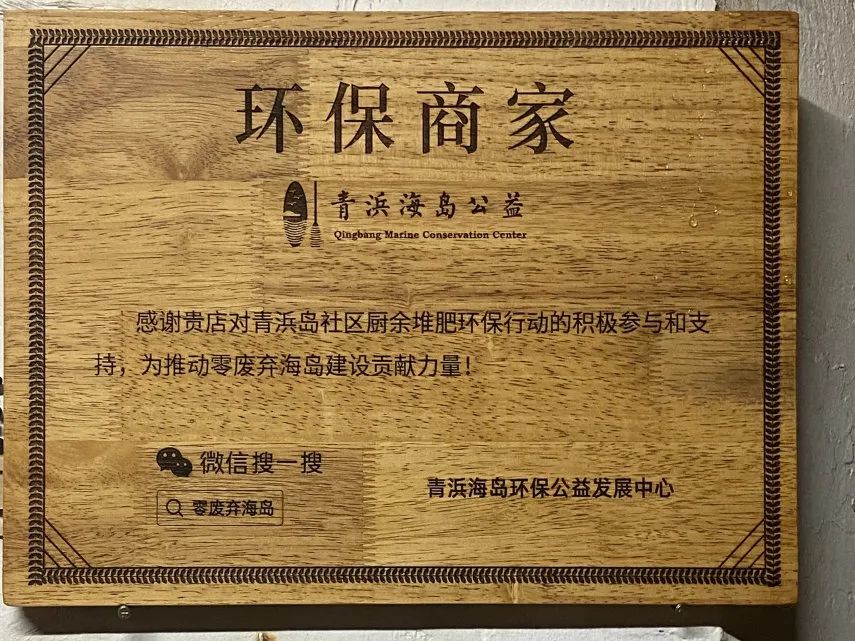 环保商家
青浜海岛公益
Qingbang Marine Conservation Center
感谢贵店对青浜岛社区厨余堆肥环保行动的积极参与和支
持，为推动零废弃海岛建设贡献力量！
微信搜一搜
零废弃海岛
青浜海岛环保公益发展中心